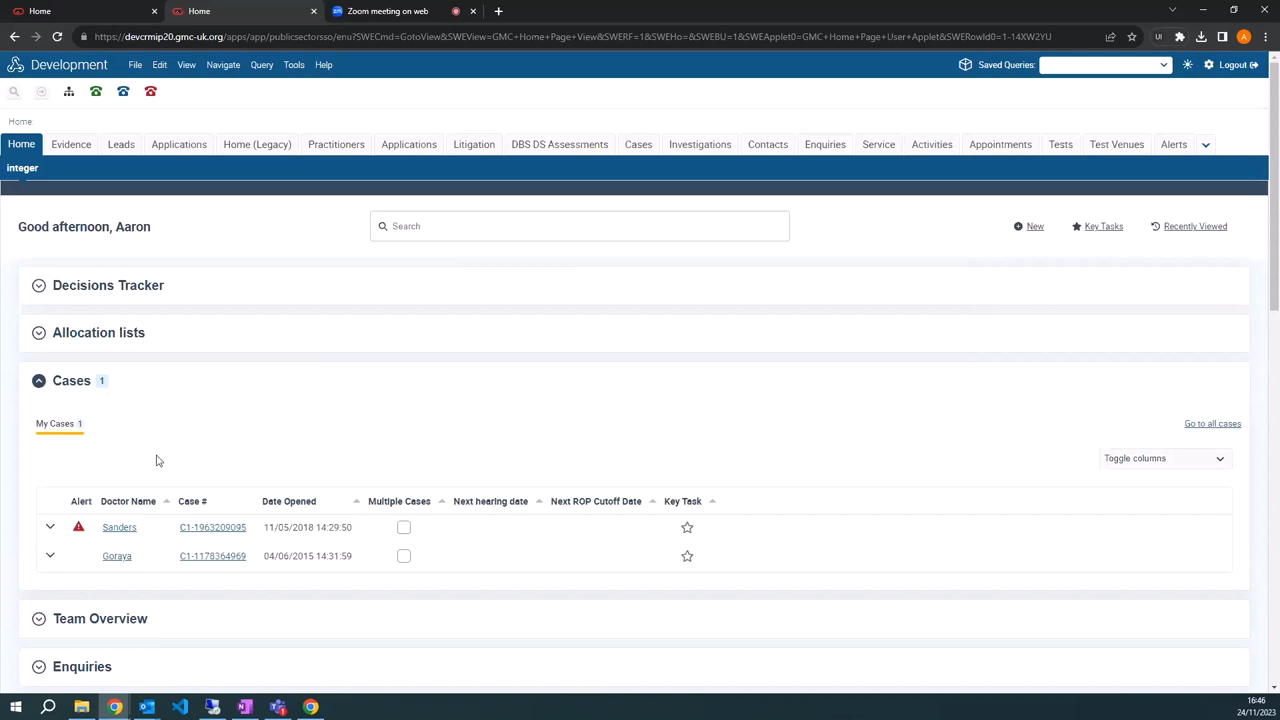 Home
Home
Zoom meeting on web
https://devcrmip20.gmc-uk.org/apps/app/publicsectorsso/enu?SWECmd=GotoView&SWEView=GMC+Home+Page+View&SWERF=1&SWEHo=&SWEBU=1&SWEApplet0=GMC+Home+Page+User+Applet&SWERowId0=1-14XW2YU
UI
A
Development
File Edit View Navigate Query Tools Help
Saved Queries:
Logout
Home:
Home Evidence Leads Applications Home (Legacy) Practitioners Applications Litigation DBS DS Assessments Cases Investigations Contacts Enquiries Service Activities Appointments Tests Test Venues Alerts
integer
Good afternoon, Aaron
Search
New
Key Tasks
Recently Viewed
Decisions Tracker
Allocation lists
Cases 1
My Cases 1
Go to all cases
Toggle columns
Alert Doctor Name Case # Date Opened Multiple Cases Next hearing date Next ROP Cutoff Date Key Task
Sanders C1-1963209095 11/05/2018 14:29:50
Goraya C1-1178364969 04/06/2015 14:31:59
Team Overview
Enquiries
16:46
24/11/2023